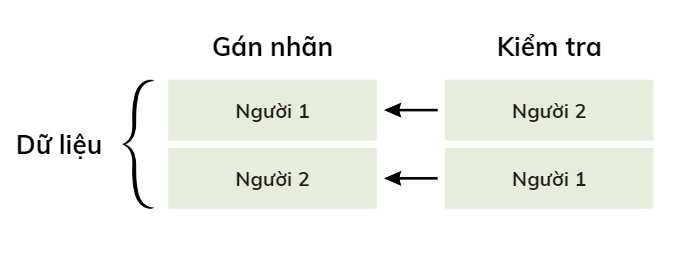 Gán nhãn
Kiểm tra
Dữ liệu
Người 1
Người 2
Người 2
Người 1